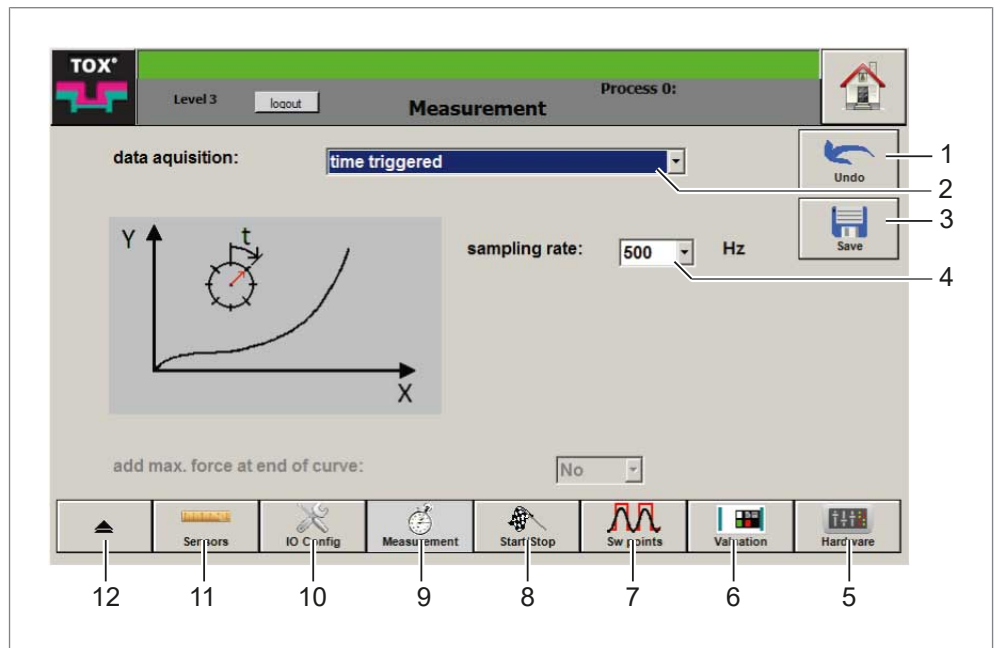 TOX®
Level 3
logout
Measurement
Process 0:
data aquisition:
time triggered
Undo
1
2
Save
3
Y
t
X
sampling rate:
500
Hz
4
add max. force at end of curve:
No
Sensors
IO Config
Measurement
Start/Stop
Sw points
Valuation
Hardware
12
11
10
9
8
7
6
5